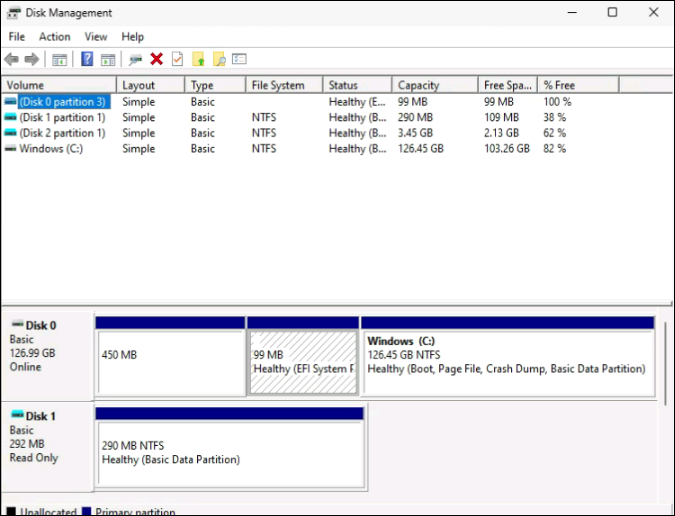 Disk Management
File Action View Help
Volume Layout Type File System Status Capacity Free Spa... % Free
(Disk 0 partition 3) Simple Basic Healthy (E... 99 MB 99 MB 100 %
(Disk 1 partition 1) Simple Basic NTFS Healthy (B... 290 MB 109 MB 38 %
(Disk 2 partition 1) Simple Basic NTFS Healthy (B... 3.45 GB 2.13 GB 62 %
Windows (C:) Simple Basic NTFS Healthy (B... 126.45 GB 103.26 GB 82 %
Disk 0
Basic
126.99 GB
Online
450 MB
99 MB
Healthy (EFI System P
Windows (C:)
126.45 GB NTFS
Healthy (Boot, Page File, Crash Dump, Basic Data Partition)
Disk 1
Basic
292 MB
Read Only
290 MB NTFS
Healthy (Basic Data Partition)
Unallocated Primary partition